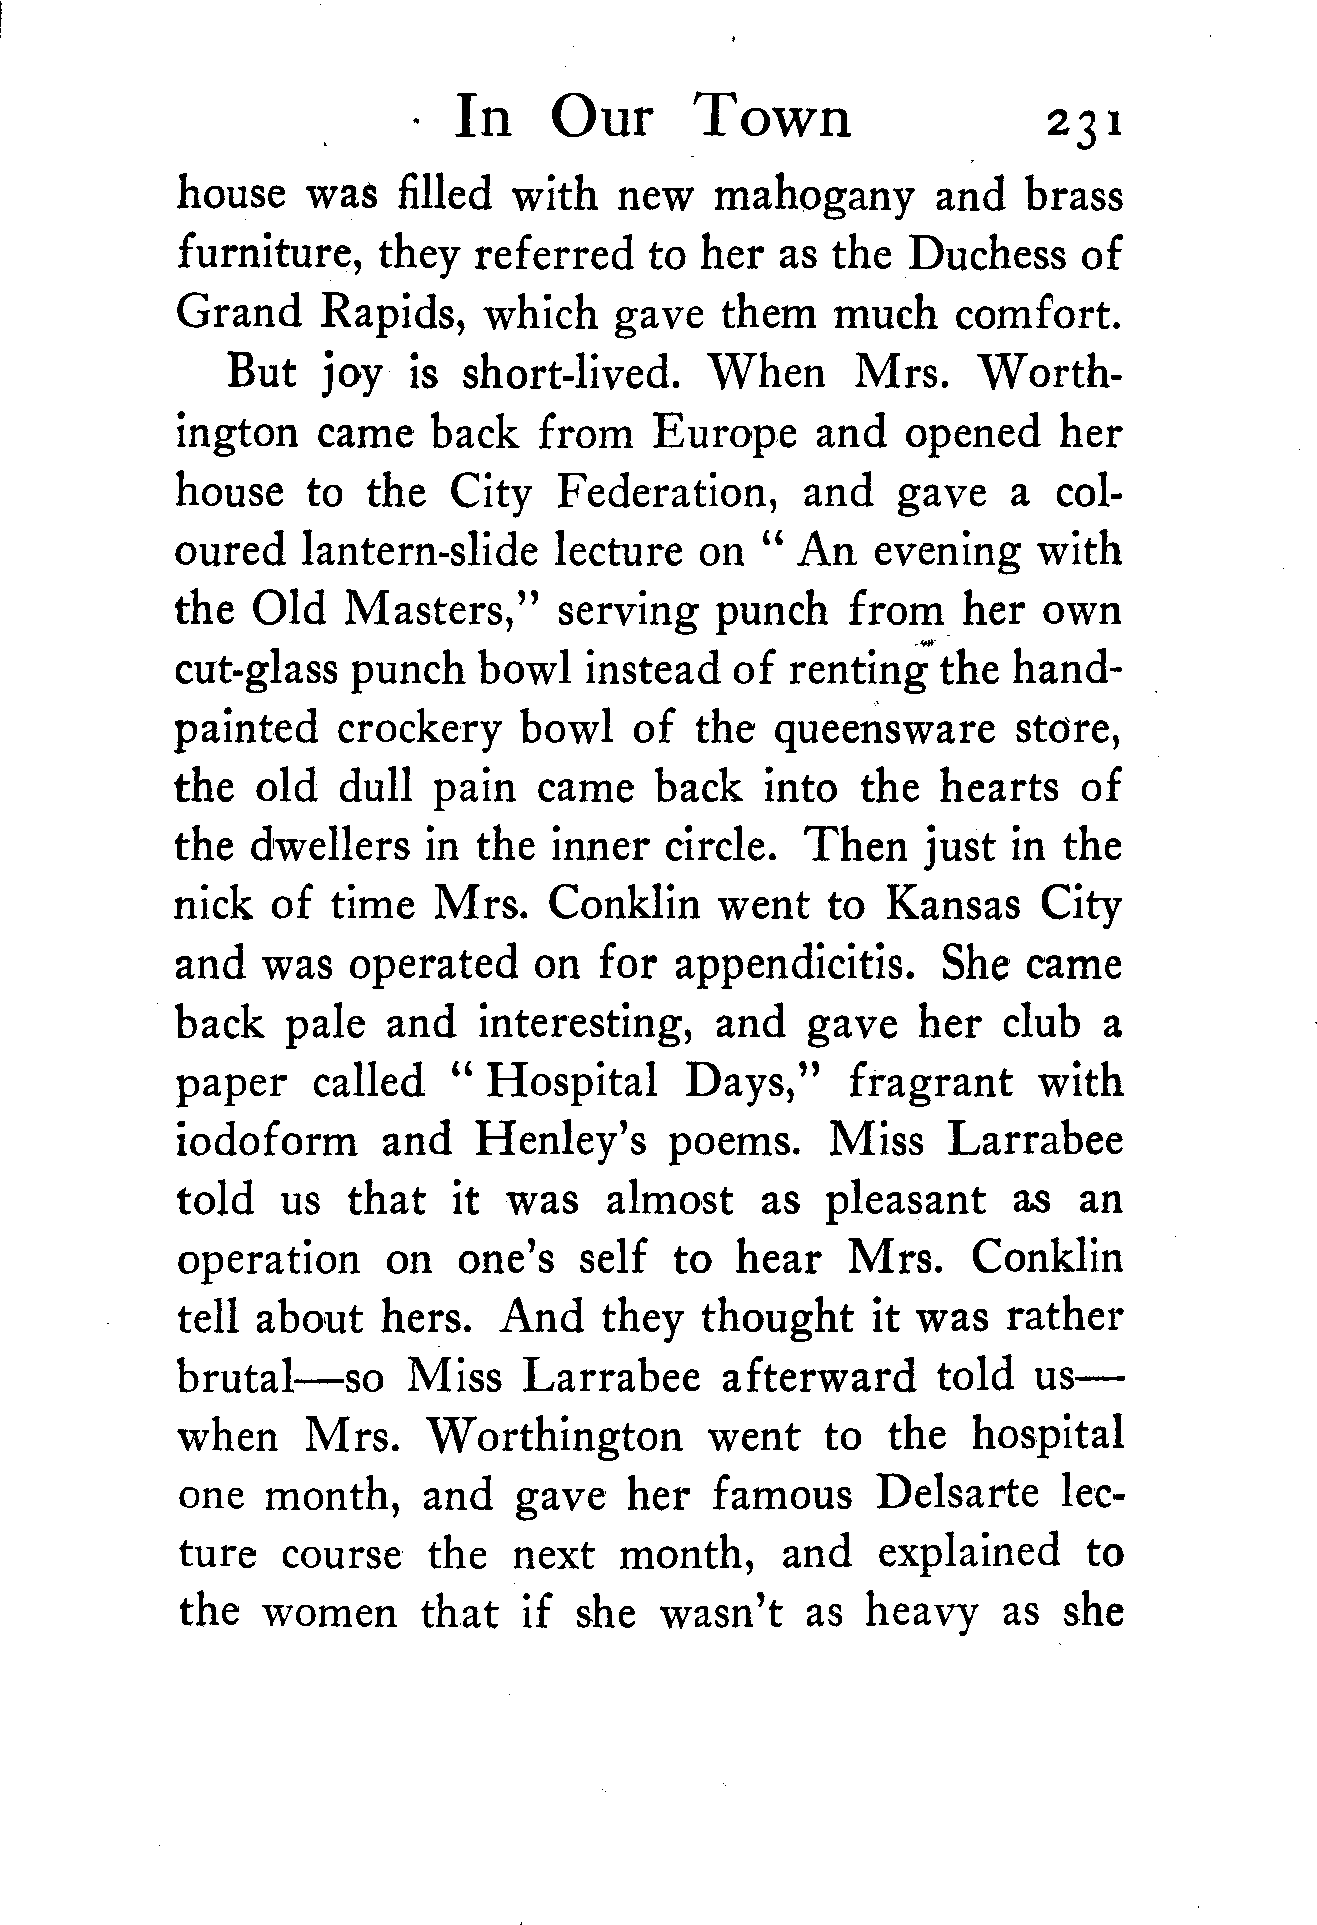 In Our Town 231
house was filled with new mahogany and brass
furniture, they referred to her as the Duchess of
Grand Rapids, which gave them much comfort.
But joy is short-lived. When Mrs. Worth-
ington came back from Europe and opened her
house to the City Federation, and gave a col-
oured lantern-slide lecture on “ An evening with
the Old Masters,” serving punch from her own
cut-glass punch bowl instead of renting the hand-
painted crockery bowl of the queensware store,
the old dull pain came back into the hearts of
the dwellers in the inner circle. Then just in the
nick of time Mrs. Conklin went to Kansas City
and was operated on for appendicitis. She came
back pale and interesting, and gave her club a
paper called “ Hospital Days,” fragrant with
iodoform and Henley’s poems. Miss Larrabee
told us that it was almost as pleasant as an
operation on one’s self to hear Mrs. Conklin
tell about hers. And they thought it was rather
brutal—so Miss Larrabee afterward told us—
when Mrs. Worthington went to the hospital
one month, and gave her famous Delsarte lec-
ture course the next month, and explained to
the women that if she wasn’t as heavy as she